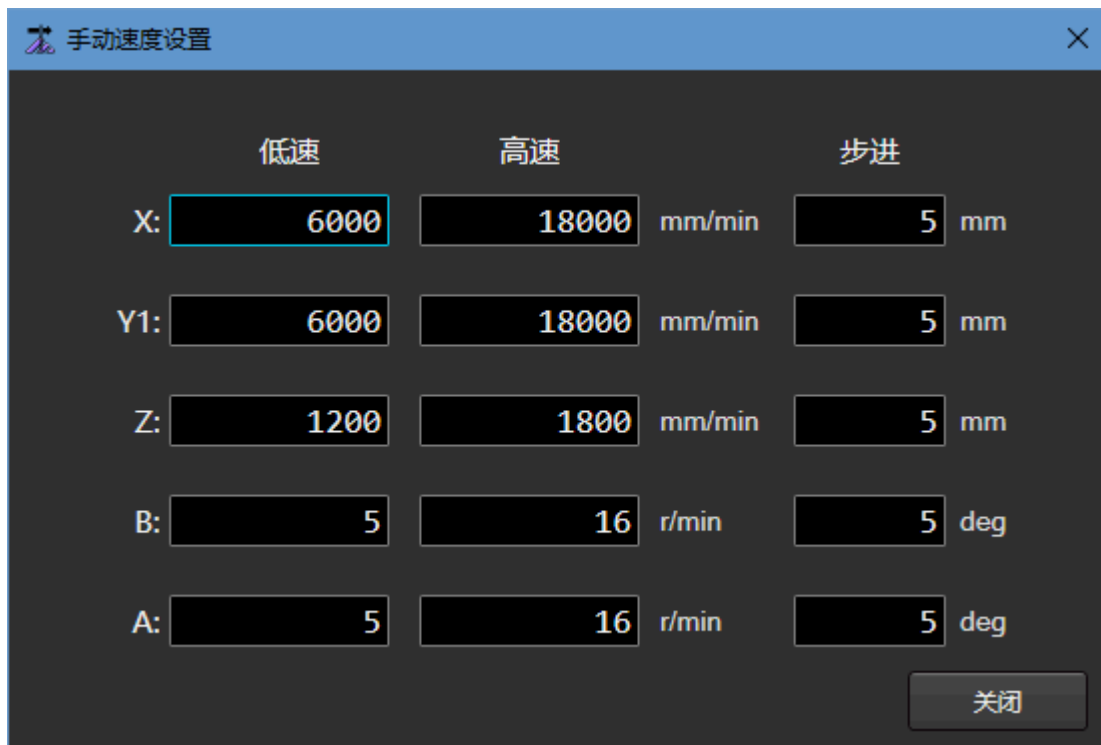 手动速度设置
低速 高速 步进
X: 6000 18000 mm/min 5 mm
Y1: 6000 18000 mm/min 5 mm
Z: 1200 1800 mm/min 5 mm
B: 5 16 r/min 5 deg
A: 5 16 r/min 5 deg
关闭